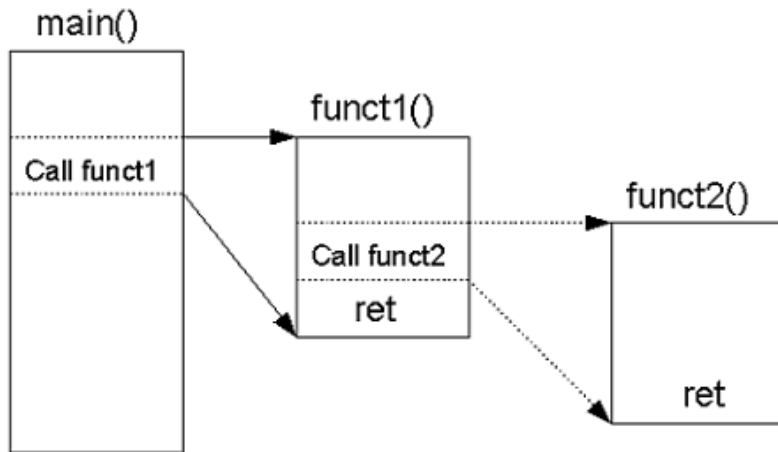 main()
funct1()
Call funct1
funct2()
Call funct2
ret
ret